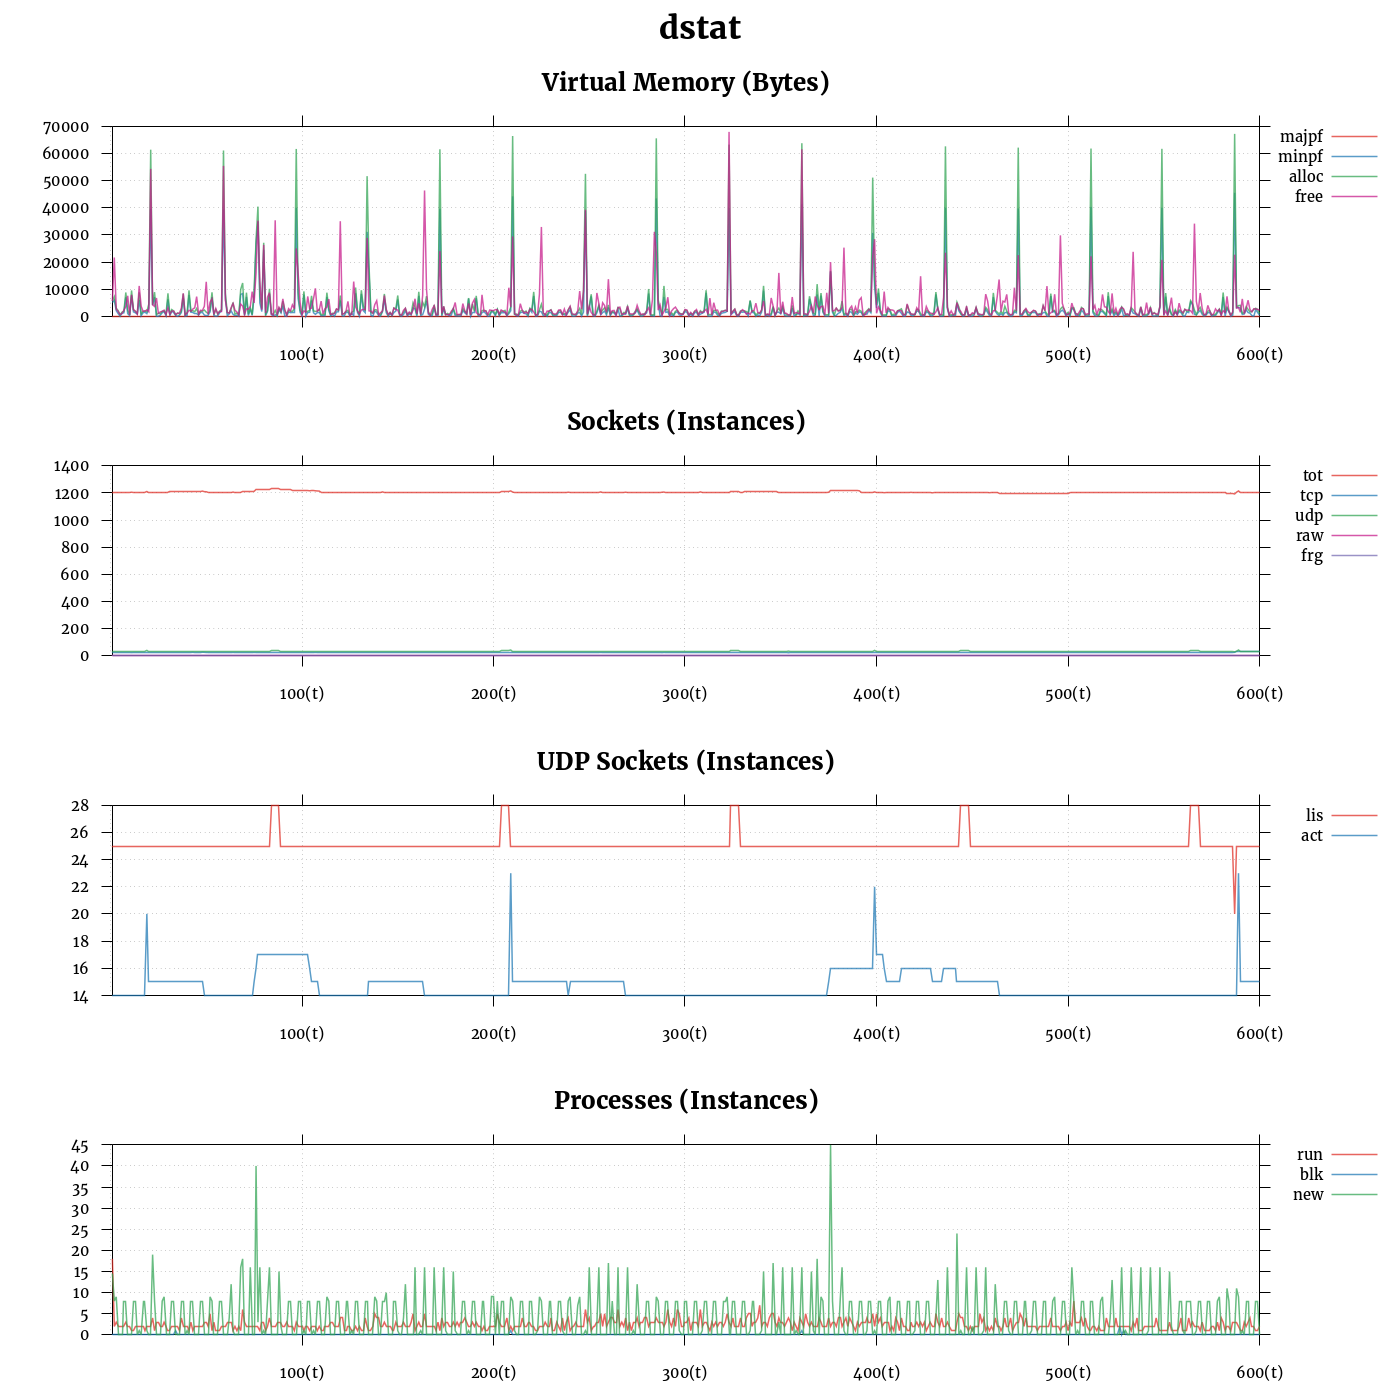 dstat
Virtual Memory (Bytes)
70000
60000
50000
40000
30000
20000
10000
0
100(t) 200(t) 300(t) 400(t) 500(t) 600(t)
majpf
minpf
alloc
free
Sockets (Instances)
1400
1200
1000
800
600
400
200
0
100(t) 200(t) 300(t) 400(t) 500(t) 600(t)
tot
tcp
udp
raw
frg
UDP Sockets (Instances)
28
26
24
22
20
18
16
14
100(t) 200(t) 300(t) 400(t) 500(t) 600(t)
lis
act
Processes (Instances)
45
40
35
30
25
20
15
10
5
0
100(t) 200(t) 300(t) 400(t) 500(t) 600(t)
run
blk
new